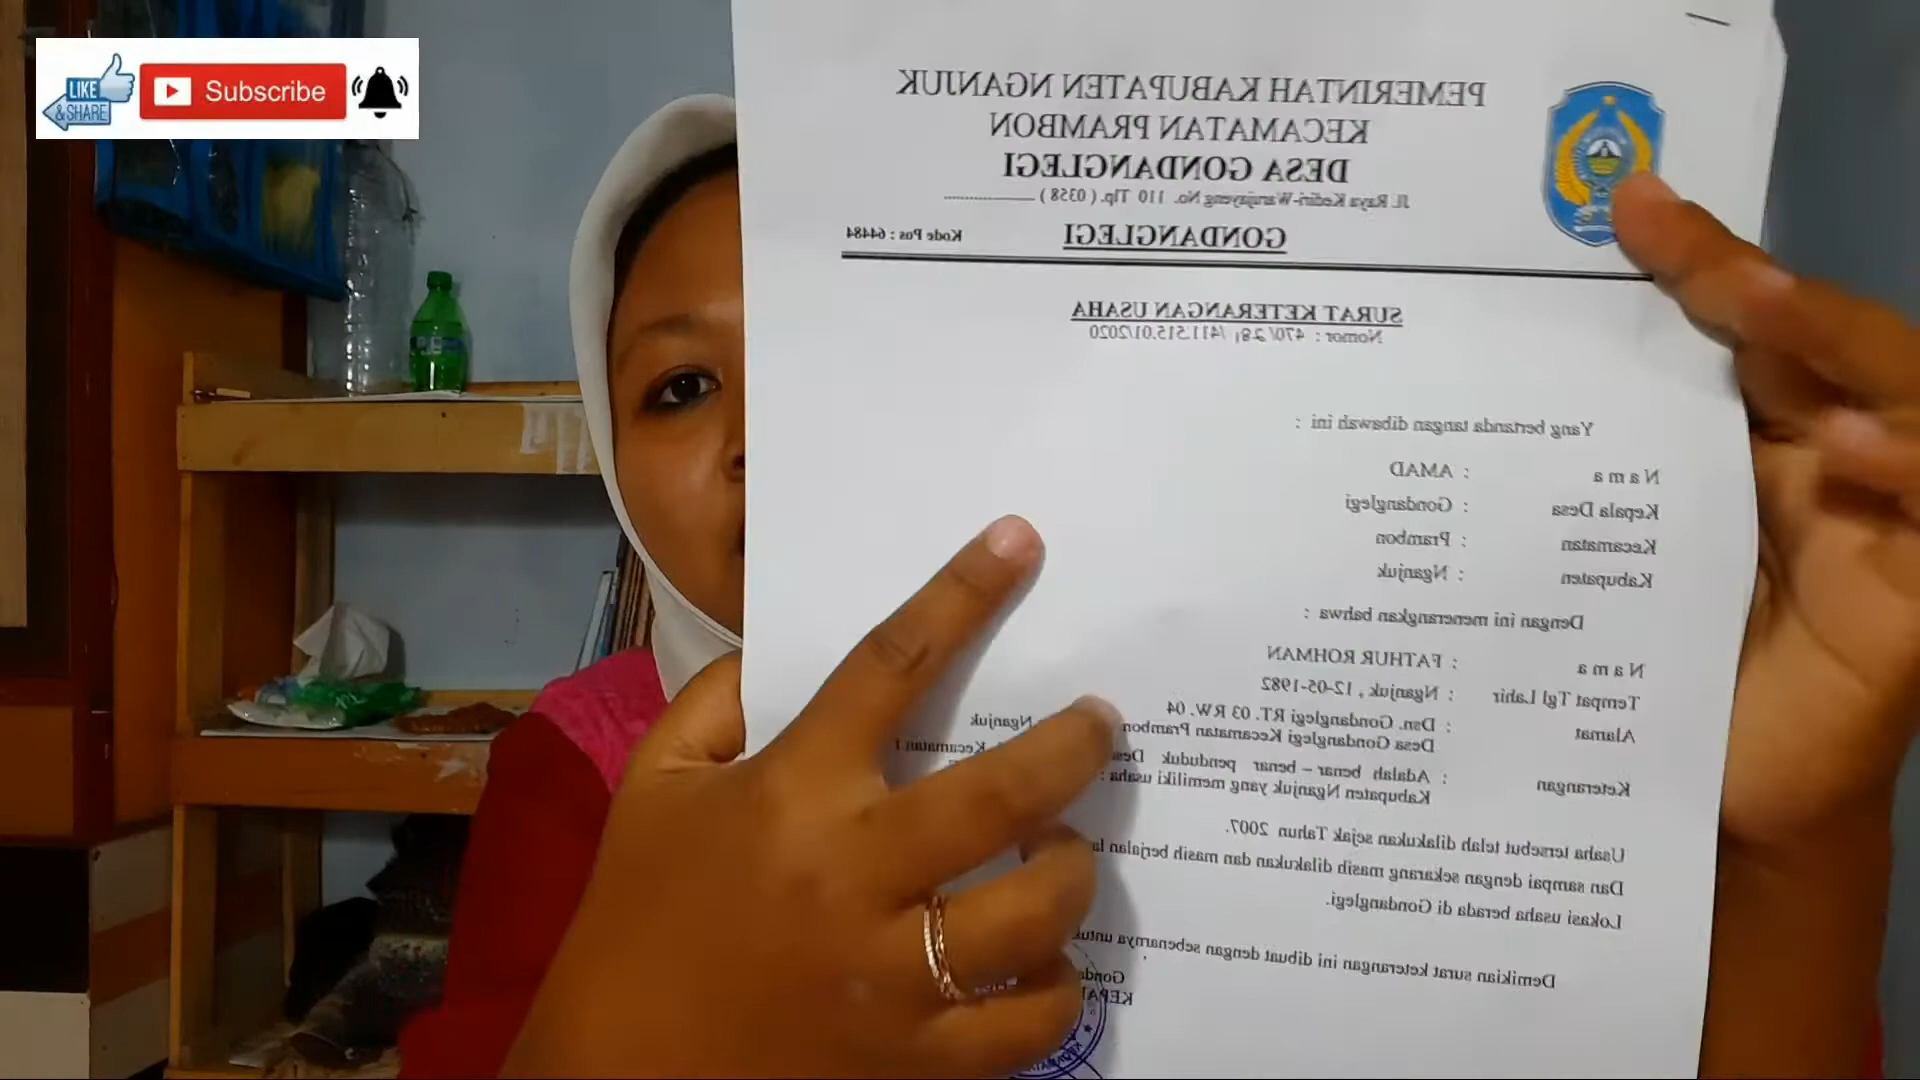 LIKE
& SHARE
Subscribe
PEMERINTAH KABUPATEN NGANJUK
KECAMATAN PRAMBON
DESA GONDANGLEGI
Jl. Raya Kediri-Warujayeng No. 110 Tlp. ( 0358 ) ......................
GONDANGLEGI Kode Pos : 64484
SURAT KETERANGAN USAHA
Nomor : 470/ /411.515.01/2020
Yang bertanda tangan dibawah ini :
N a m a : AMAD
Kepala Desa : Gondanglegi
Kecamatan : Prambon
Kabupaten : Nganjuk
Dengan ini menerangkan bahwa :
N a m a : FATHUR ROHMAN
Tempat Tgl Lahir : Nganjuk , 12-05-1982
Alamat : Dsn. Gondanglegi RT. 03 RW. 04
Desa Gondanglegi Kecamatan Prambon Nganjuk
Keterangan : Adalah benar – benar penduduk Kecamatan
Kabupaten Nganjuk yang memiliki usaha :
Usaha tersebut telah dilakukan sejak Tahun 2007.
Dan sampai dengan sekarang masih dilakukan dan masih berjalan
Lokasi usaha berada di Gondanglegi.
Demikian surat keterangan ini dibuat dengan sebenarnya